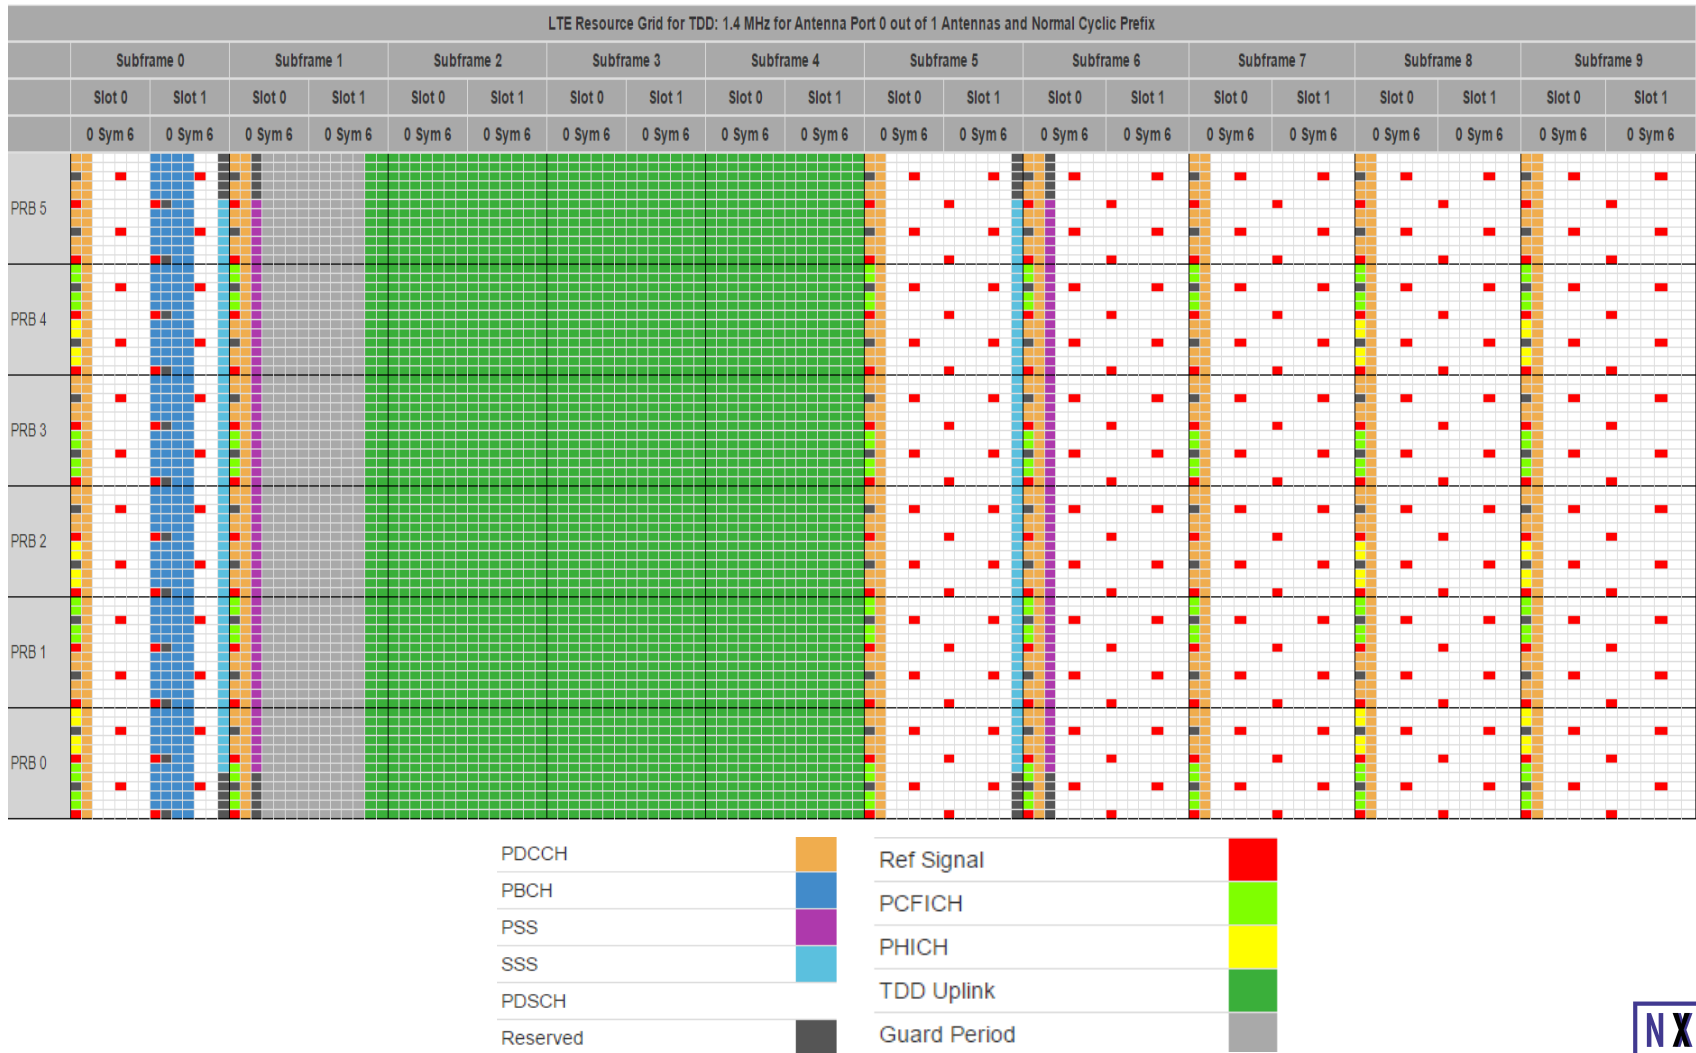 LTE Resource Grid for TDD: 1.4 MHz for Antenna Port 0 out of 1 Antennas and Normal Cyclic Prefix
Subframe 0 Subframe 1 Subframe 2 Subframe 3 Subframe 4 Subframe 5 Subframe 6 Subframe 7 Subframe 8 Subframe 9
Slot 0 Slot 1 Slot 0 Slot 1 Slot 0 Slot 1 Slot 0 Slot 1 Slot 0 Slot 1 Slot 0 Slot 1 Slot 0 Slot 1 Slot 0 Slot 1 Slot 0 Slot 1 Slot 0 Slot 1
0 Sym 6 0 Sym 6 0 Sym 6 0 Sym 6 0 Sym 6 0 Sym 6 0 Sym 6 0 Sym 6 0 Sym 6 0 Sym 6 0 Sym 6 0 Sym 6 0 Sym 6 0 Sym 6 0 Sym 6 0 Sym 6 0 Sym 6 0 Sym 6 0 Sym 6 0 Sym 6
PRB 5
PRB 4
PRB 3
PRB 2
PRB 1
PRB 0
PDCCH
PBCH
PSS
SSS
PDSCH
Reserved
Ref Signal
PCFICH
PHICH
TDD Uplink
Guard Period
NX